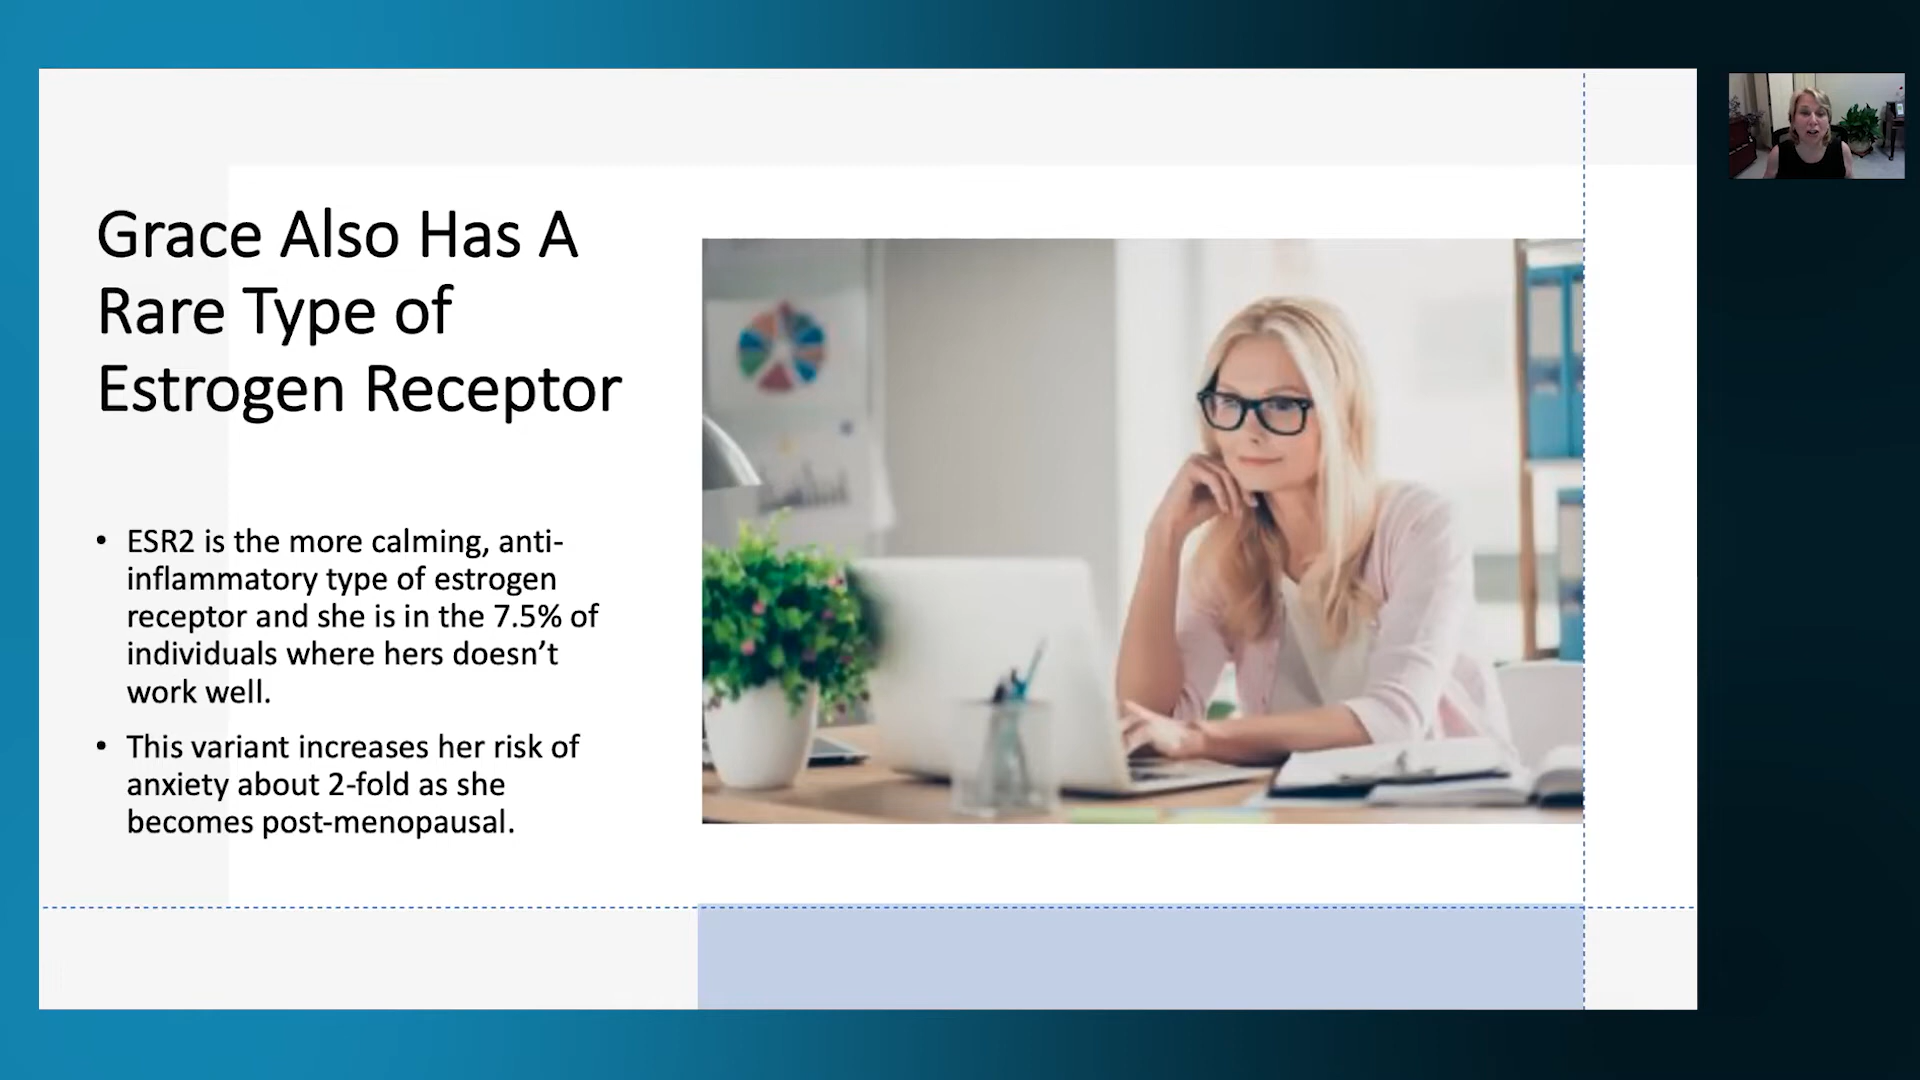 Grace Also Has A
Rare Type of
Estrogen Receptor
• ESR2 is the more calming, anti-
inflammatory type of estrogen
receptor and she is in the 7.5% of
individuals where hers doesn’t
work well.
• This variant increases her risk of
anxiety about 2-fold as she
becomes post-menopausal.